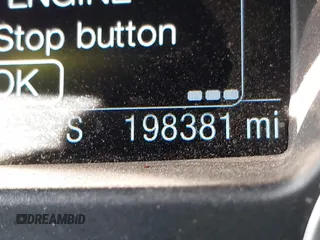 ENGINE
Stop button
OK
S 198381 mi
DREAMBID